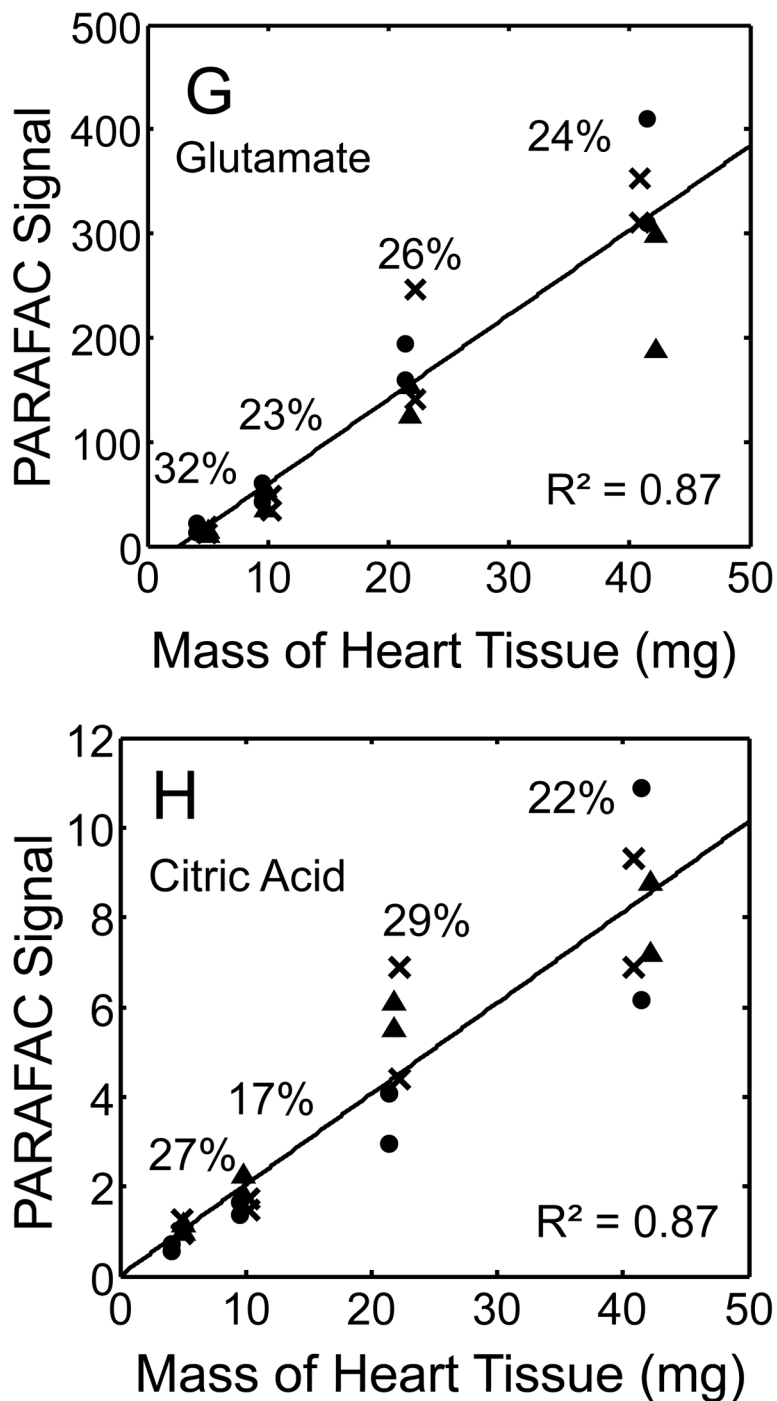 500
G
400
24%
Glutamate
300
26%
200
23%
100
32%
R² = 0.87
0
0 10 20 30 40 50
PARAFAC Signal
Mass of Heart Tissue (mg)
12
H
22%
10
Citric Acid
29%
8
6
4
17%
27%
2
R² = 0.87
0
0 10 20 30 40 50
PARAFAC Signal
Mass of Heart Tissue (mg)